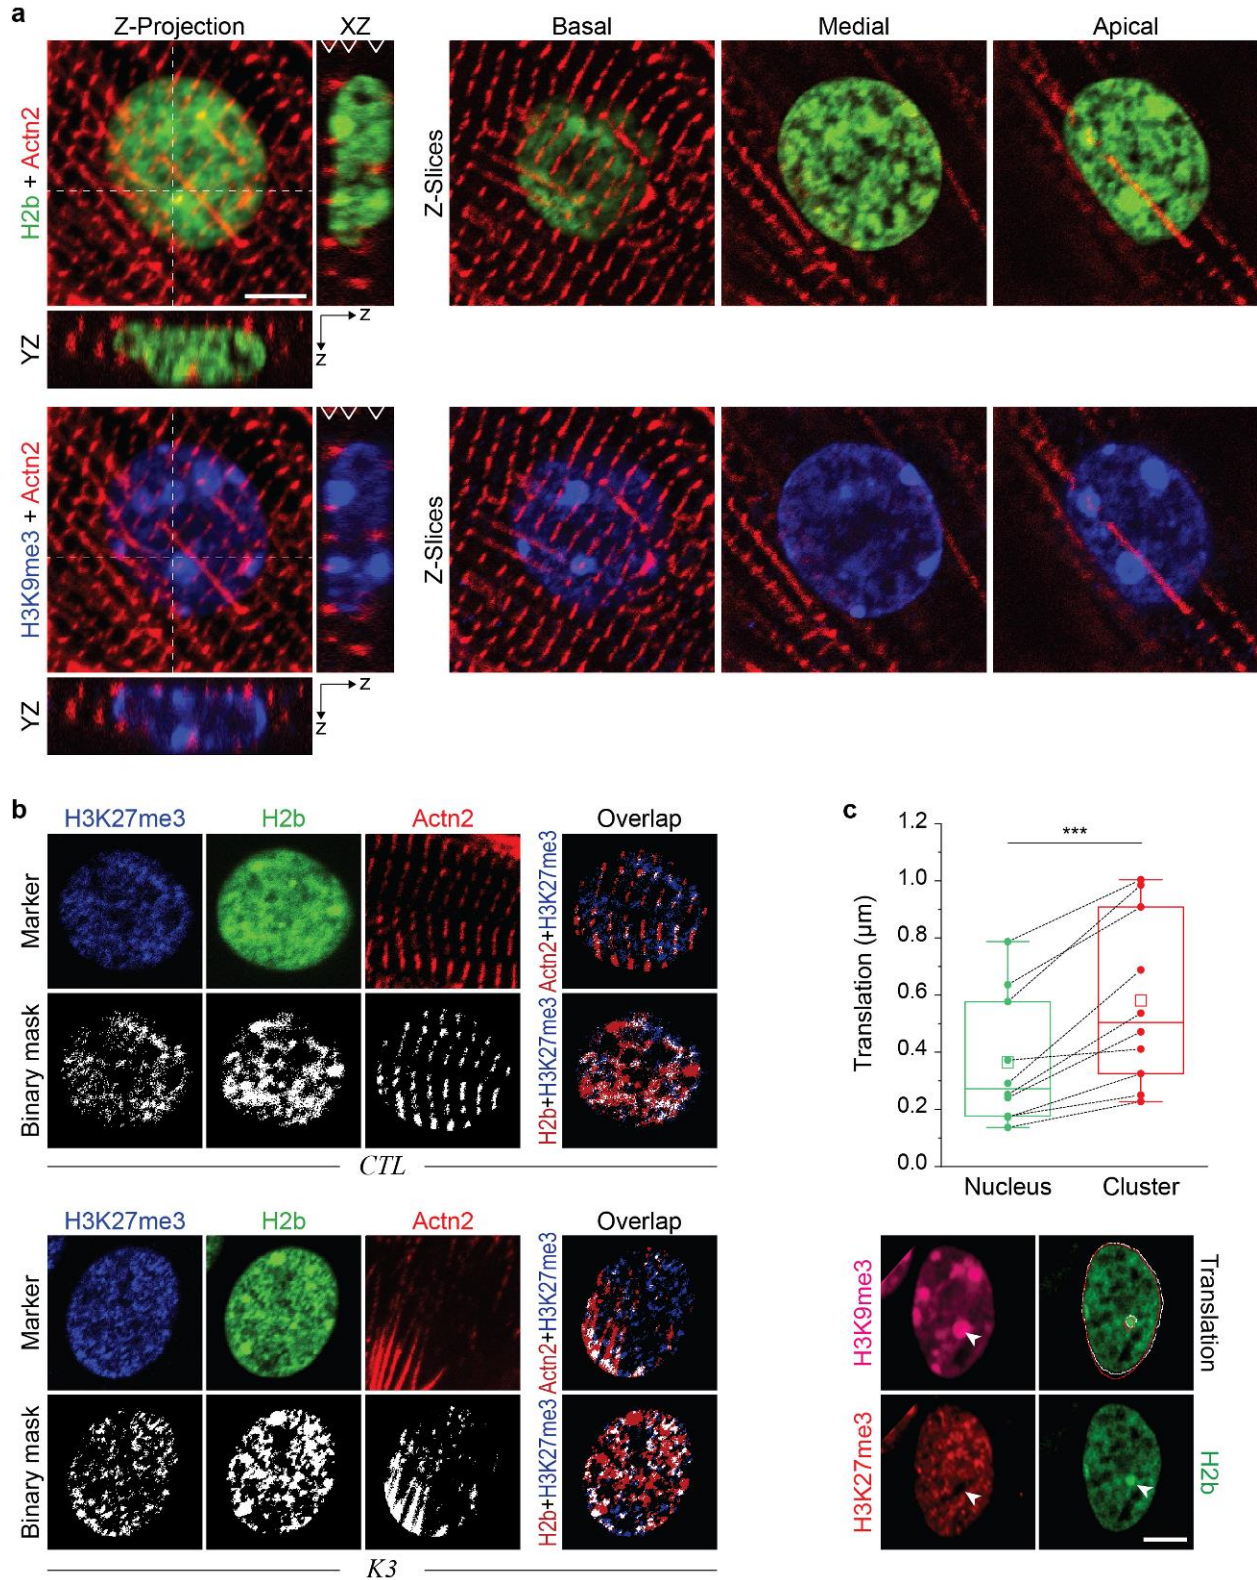 a
Z-Projection
XZ
Basal
Medial
Apical
H2b + Actn2
Z-Slices
YZ
z
z
H3K9me3 + Actn2
Z-Slices
YZ
z
z
b
H3K27me3
H2b
Actn2
Overlap
Marker
Actn2+H3K27me3
Binary mask
H2b+H3K27me3
CTL
H3K27me3
H2b
Actn2
Overlap
Marker
Actn2+H3K27me3
Binary mask
H2b+H3K27me3
K3
c
1.2
***
1.0
0.8
0.6
0.4
0.2
0.0
Translation (µm)
Nucleus
Cluster
H3K9me3
Translation
H3K27me3
H2b